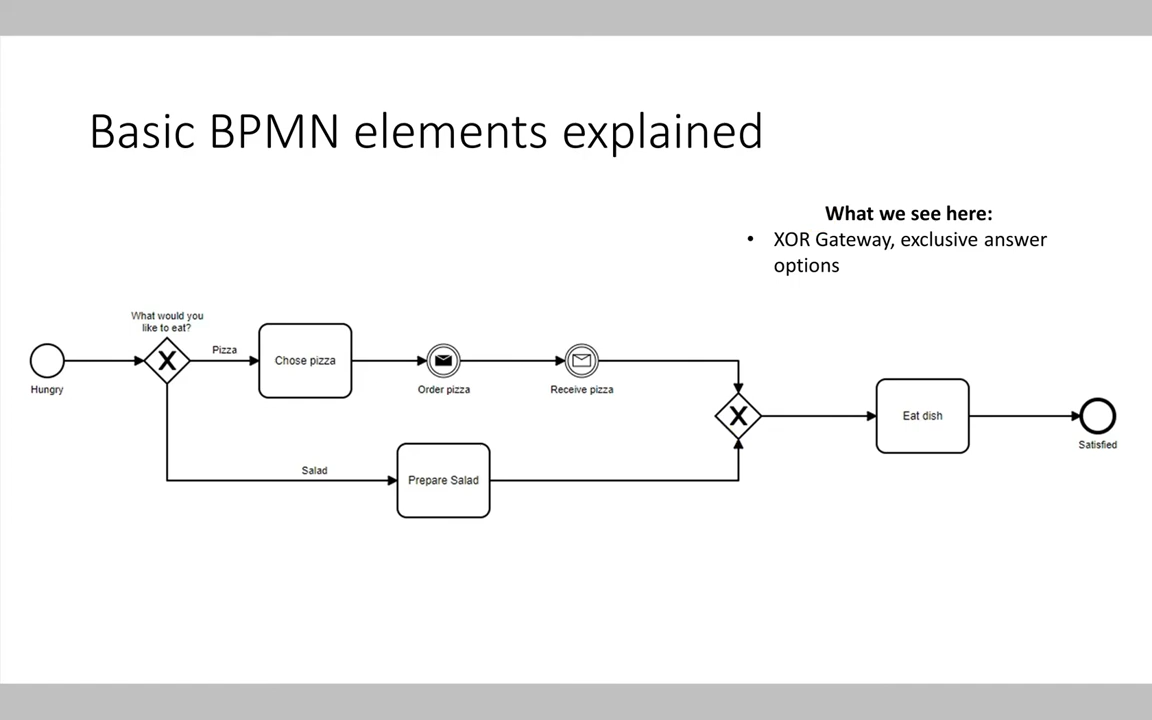 Basic BPMN elements explained
What we see here:
• XOR Gateway, exclusive answer
options
What would you
like to eat?
Pizza
Chose pizza
Order pizza
Receive pizza
Hungry
X
X
Eat dish
Satisfied
Salad
Prepare Salad